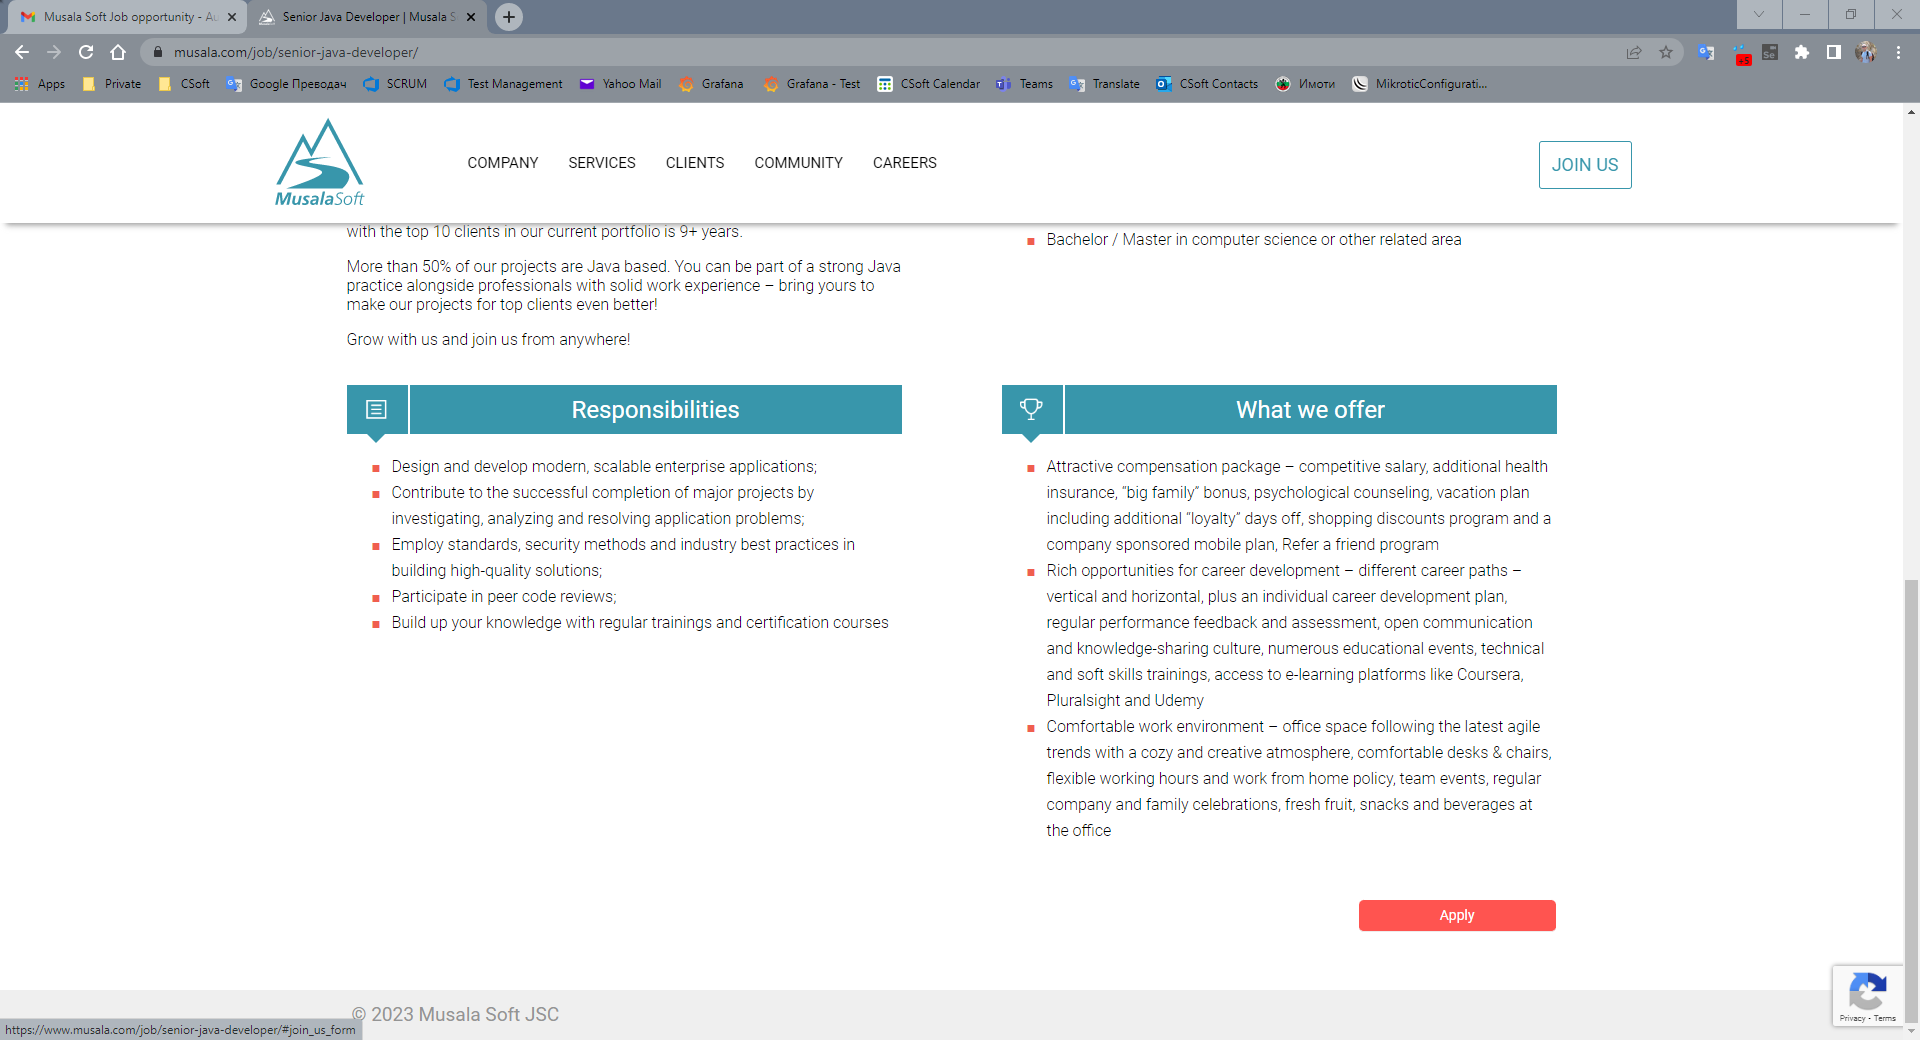 Musala Soft Job opportunity - Au
Senior Java Developer | Musala S
musala.com/job/senior-java-developer/
Apps
Private
CSoft
Google Преводач
SCRUM
Test Management
Yahoo Mail
Grafana
Grafana - Test
CSoft Calendar
Teams
Translate
CSoft Contacts
Имоти
MikroticConfigurati...
MusalaSoft
COMPANY
SERVICES
CLIENTS
COMMUNITY
CAREERS
JOIN US
with the top 10 clients in our current portfolio is 9+ years.
More than 50% of our projects are Java based. You can be part of a strong Java
practice alongside professionals with solid work experience – bring yours to
make our projects for top clients even better!
Grow with us and join us from anywhere!
Bachelor / Master in computer science or other related area
Responsibilities
Design and develop modern, scalable enterprise applications;
Contribute to the successful completion of major projects by
investigating, analyzing and resolving application problems;
Employ standards, security methods and industry best practices in
building high-quality solutions;
Participate in peer code reviews;
Build up your knowledge with regular trainings and certification courses
What we offer
Attractive compensation package – competitive salary, additional health
insurance, “big family” bonus, psychological counseling, vacation plan
including additional “loyalty” days off, shopping discounts program and a
company sponsored mobile plan, Refer a friend program
Rich opportunities for career development – different career paths –
vertical and horizontal, plus an individual career development plan,
regular performance feedback and assessment, open communication
and knowledge-sharing culture, numerous educational events, technical
and soft skills trainings, access to e-learning platforms like Coursera,
Pluralsight and Udemy
Comfortable work environment – office space following the latest agile
trends with a cozy and creative atmosphere, comfortable desks & chairs,
flexible working hours and work from home policy, team events, regular
company and family celebrations, fresh fruit, snacks and beverages at
the office
Apply
© 2023 Musala Soft JSC
Privacy - Terms
https://www.musala.com/job/senior-java-developer/#join_us_form